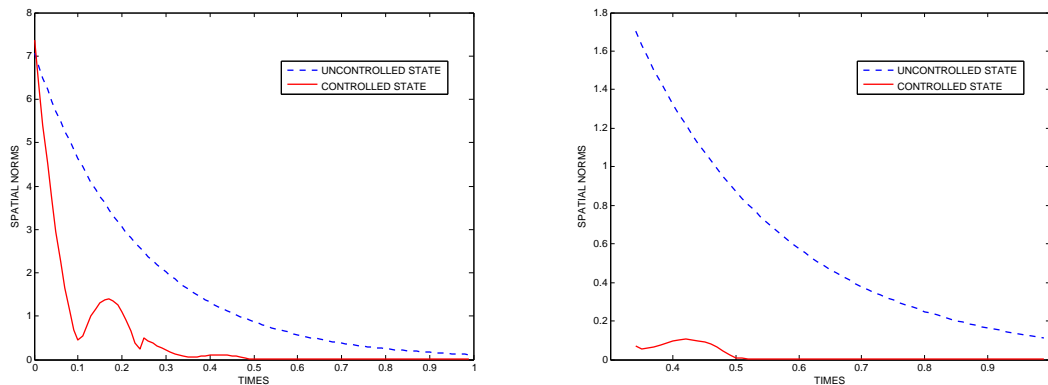 8
7
6
5
4
3
2
1
0
SPATIAL NORMS
UNCONTROLLED STATE
CONTROLLED STATE
0 0.1 0.2 0.3 0.4 0.5 0.6 0.7 0.8 0.9 1
TIMES
1.8
1.6
1.4
1.2
1
0.8
0.6
0.4
0.2
0
SPATIAL NORMS
UNCONTROLLED STATE
CONTROLLED STATE
0.4 0.5 0.6 0.7 0.8 0.9
TIMES